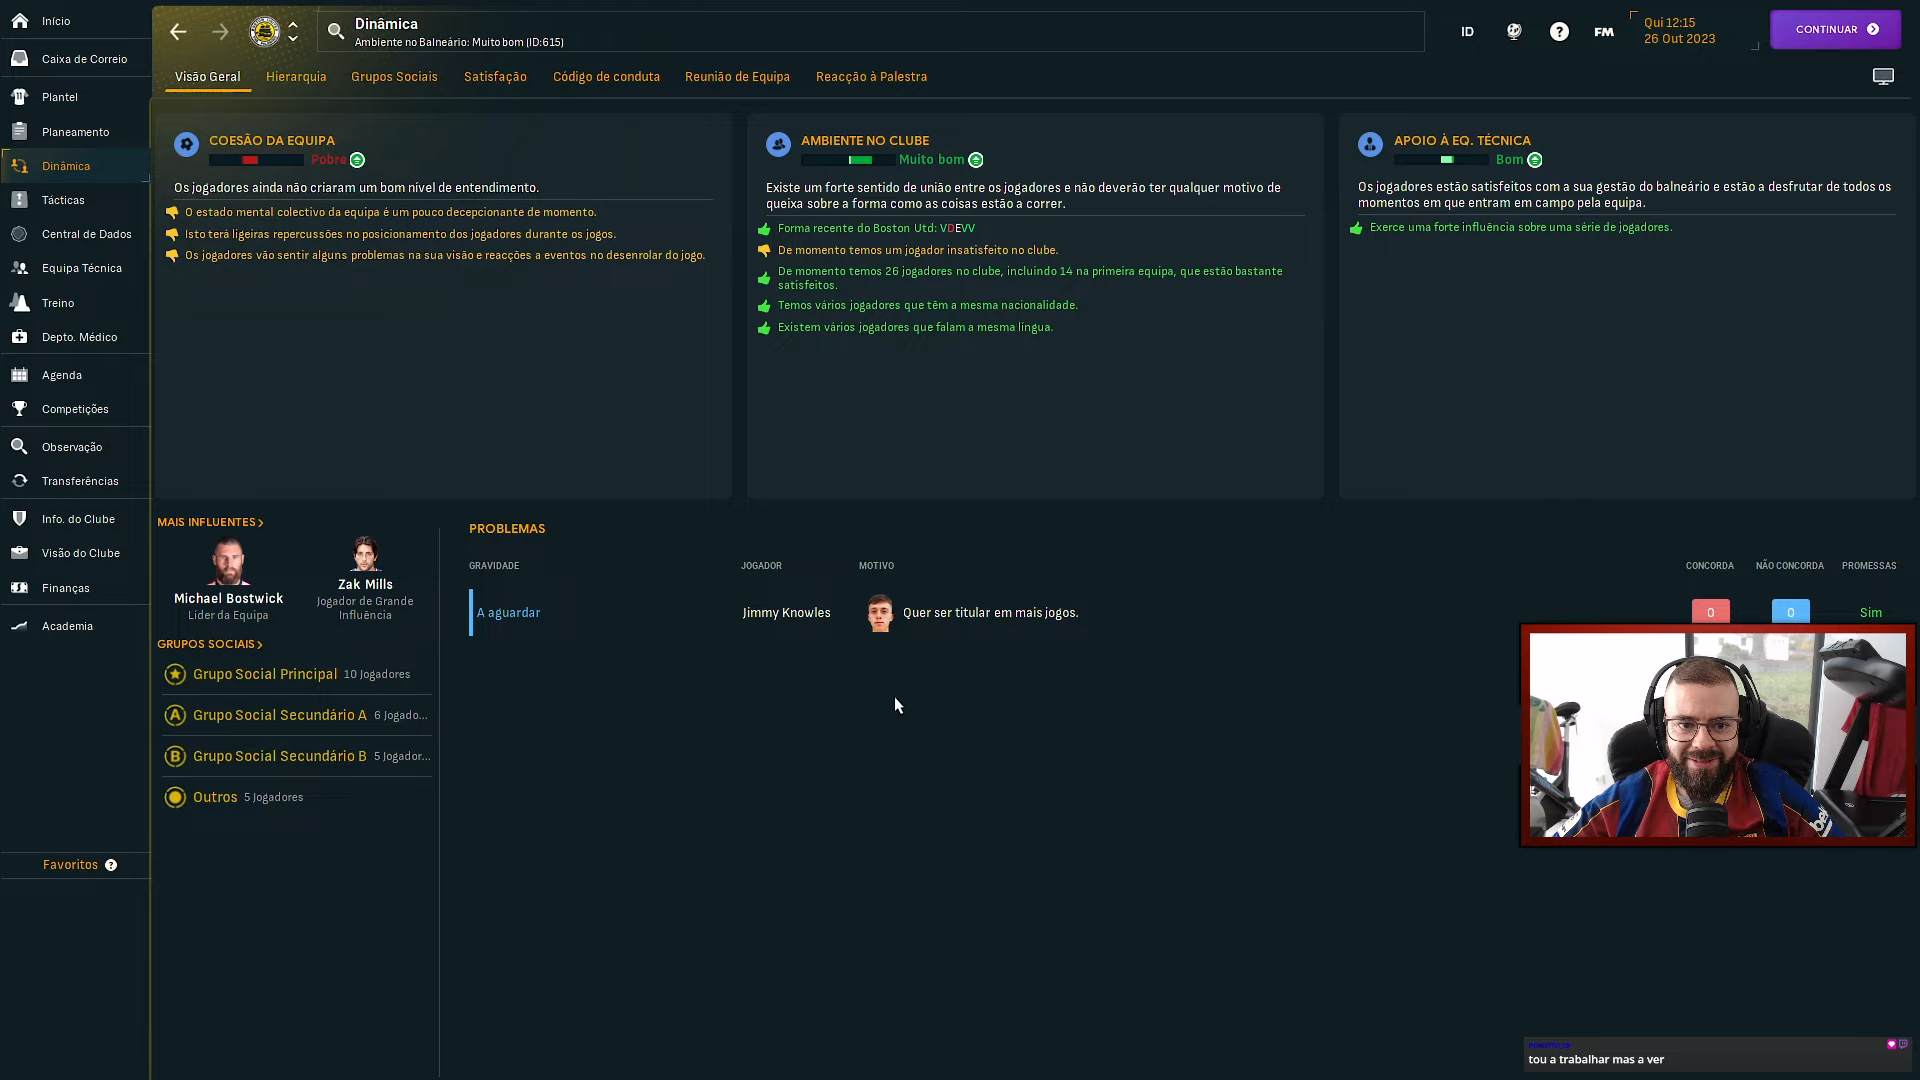 Início
Caixa de Correio
Plantel
Planeamento
Dinâmica
Tácticas
Central de Dados
Equipa Técnica
Treino
Depto. Médico
Agenda
Competições
Observação
Transferências
Info. do Clube
Visão do Clube
Finanças
Academia
Favoritos ?
Dinâmica
Ambiente no Balneário: Muito bom (ID:615)
ID
?
FM
Qui 12:15
26 Out 2023
CONTINUAR
Visão Geral
Hierarquia
Grupos Sociais
Satisfação
Código de conduta
Reunião de Equipa
Reacção à Palestra
COESÃO DA EQUIPA
Pobre
Os jogadores ainda não criaram um bom nível de entendimento.
O estado mental colectivo da equipa é um pouco decepcionante de momento.
Isto terá ligeiras repercussões no posicionamento dos jogadores durante os jogos.
Os jogadores vão sentir alguns problemas na sua visão e reacções a eventos no desenrolar do jogo.
AMBIENTE NO CLUBE
Muito bom
Existe um forte sentido de união entre os jogadores e não deverão ter qualquer motivo de
queixa sobre a forma como as coisas estão a correr.
Forma recente do Boston Utd: VDEVV
De momento temos um jogador insatisfeito no clube.
De momento temos 26 jogadores no clube, incluindo 14 na primeira equipa, que estão bastante
satisfeitos.
Temos vários jogadores que têm a mesma nacionalidade.
Existem vários jogadores que falam a mesma língua.
APOIO À EQ. TÉCNICA
Bom
Os jogadores estão satisfeitos com a sua gestão do balneário e estão a desfrutar de todos os
momentos em que entram em campo pela equipa.
Exerce uma forte influência sobre uma série de jogadores.
MAIS INFLUENTES >
Michael Bostwick
Líder da Equipa
Zak Mills
Jogador de Grande
Influência
GRUPOS SOCIAIS >
Grupo Social Principal 10 Jogadores
A Grupo Social Secundário A 6 Jogado...
B Grupo Social Secundário B 5 Jogador...
Outros 5 Jogadores
PROBLEMAS
GRAVIDADE JOGADOR MOTIVO CONCORDA NÃO CONCORDA PROMESSAS
A aguardar Jimmy Knowles Quer ser titular em mais jogos. 0 0 Sim
tou a trabalhar mas a ver